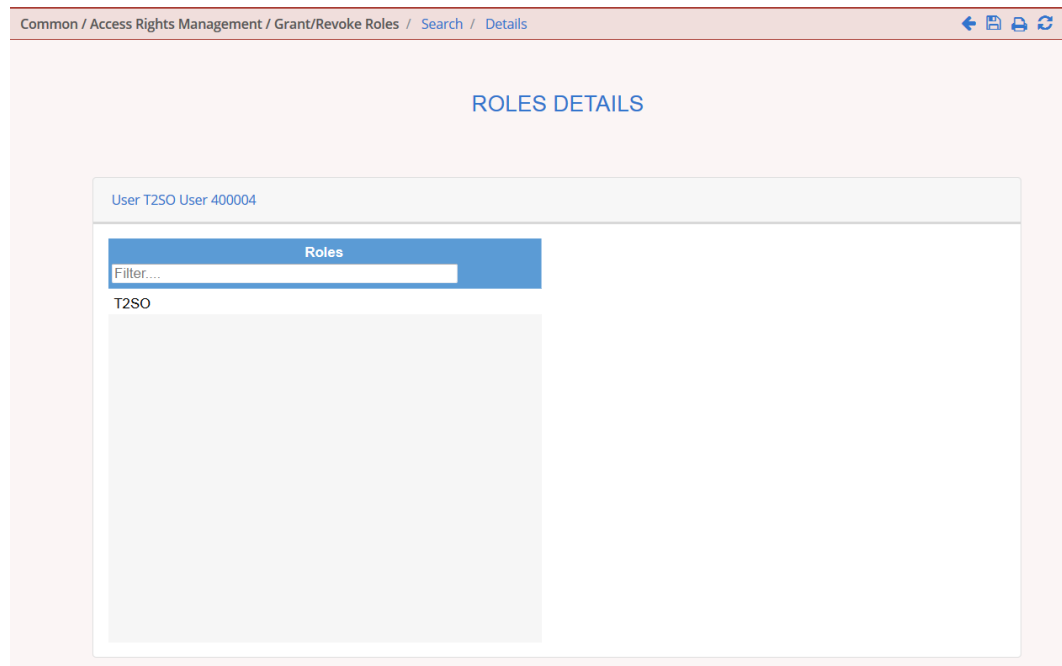 Common / Access Rights Management / Grant/Revoke Roles / Search / Details
ROLES DETAILS
User T2SO User 400004
Roles
Filter....
T2SO